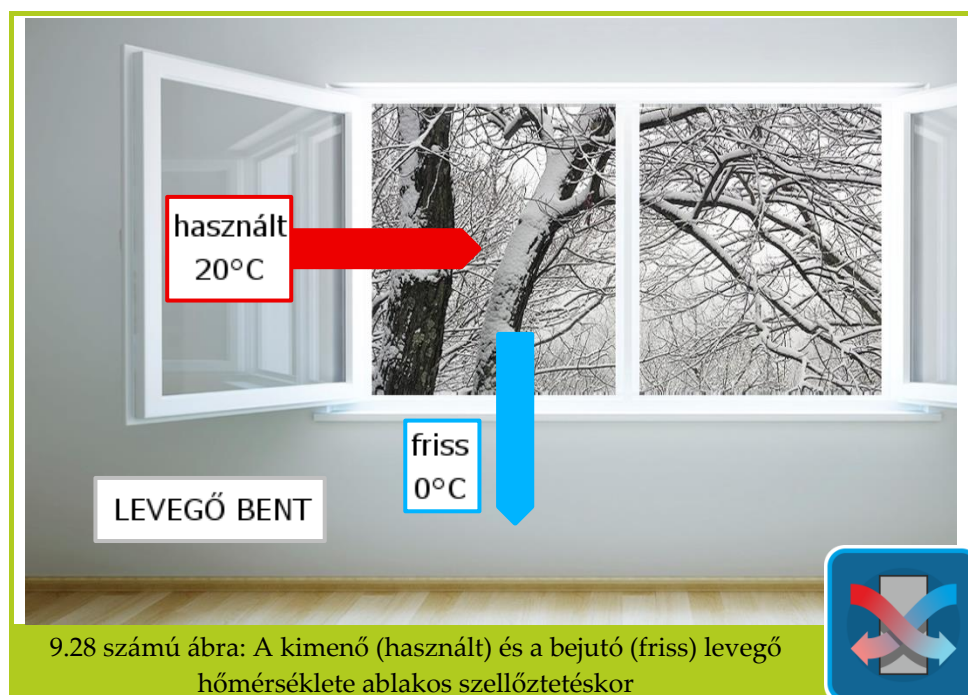 használt
20°C
friss
0°C
LEVEGŐ BENT
9.28 számú ábra: A kimenő (használt) és a bejutó (friss) levegő
hőmérséklete ablakos szellőztetéskor